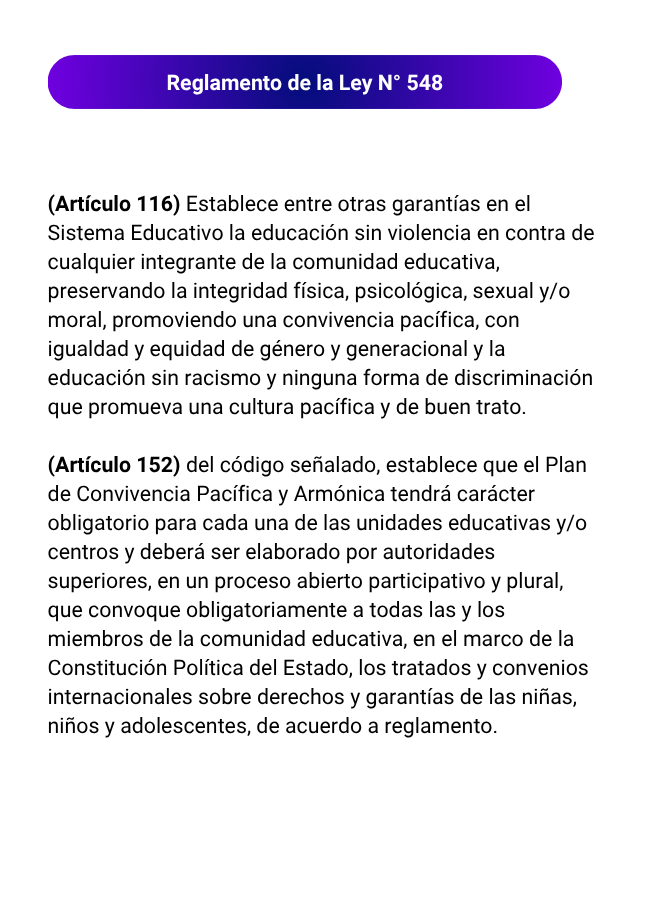 Reglamento de la Ley N° 548
(Artículo 116) Establece entre otras garantías en el
Sistema Educativo la educación sin violencia en contra de
cualquier integrante de la comunidad educativa,
preservando la integridad física, psicológica, sexual y/o
moral, promoviendo una convivencia pacífica, con
igualdad y equidad de género y generacional y la
educación sin racismo y ninguna forma de discriminación
que promueva una cultura pacífica y de buen trato.
(Artículo 152) del código señalado, establece que el Plan
de Convivencia Pacífica y Armónica tendrá carácter
obligatorio para cada una de las unidades educativas y/o
centros y deberá ser elaborado por autoridades
superiores, en un proceso abierto participativo y plural,
que convoque obligatoriamente a todas las y los
miembros de la comunidad educativa, en el marco de la
Constitución Política del Estado, los tratados y convenios
internacionales sobre derechos y garantías de las niñas,
niños y adolescentes, de acuerdo a reglamento.